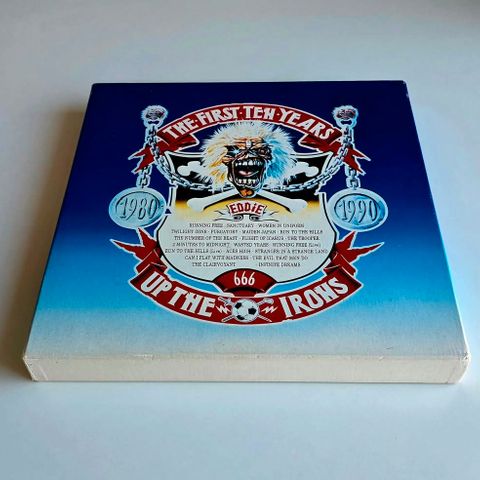 THE·FIRST·TEN·YEARS
EDDIE
1980
1990
RUNNING FREE · SANCTUARY · WOMEN IN UNIFORM
TWILIGHT ZONE · PURGATORY · MAIDEN JAPAN · RUN TO THE HILLS
THE NUMBER OF THE BEAST · FLIGHT OF ICARUS · THE TROOPER
2 MINUTES TO MIDNIGHT · WASTED YEARS · RUNNING FREE (Live)
RUN TO THE HILLS (Live) · ACES HIGH · STRANGER IN A STRANGE LAND
CAN I PLAY WITH MADNESS · THE EVIL THAT MEN DO
THE CLAIRVOYANT · INFINITE DREAMS
666
UP THE IRONS